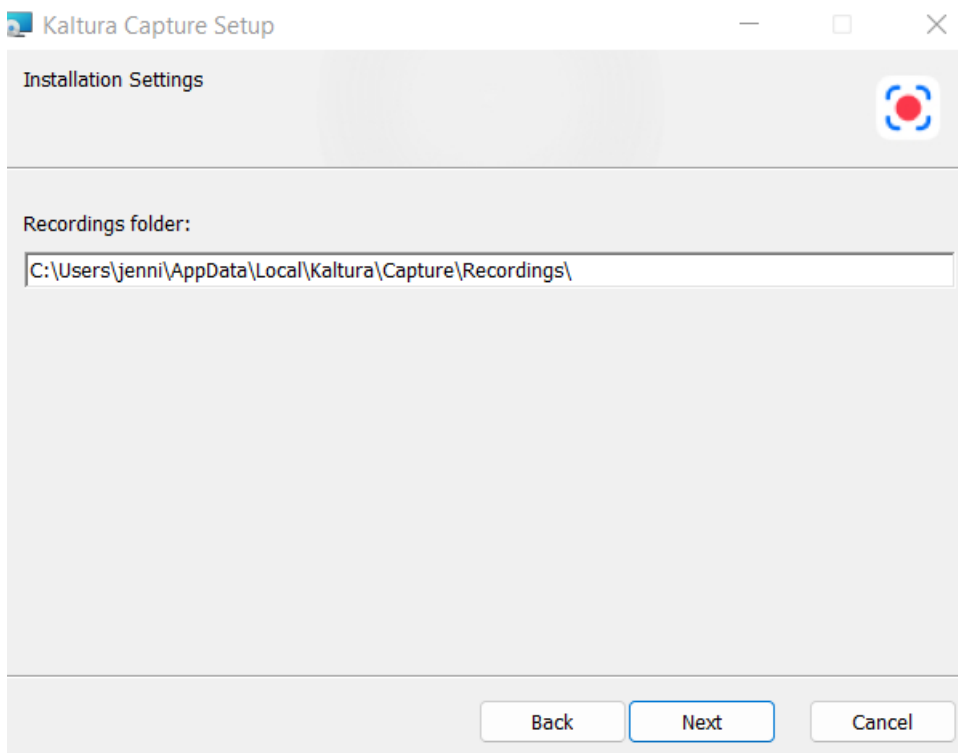 Kaltura Capture Setup
Installation Settings
Recordings folder:
C:\Users\jenni\AppData\Local\Kaltura\Capture\Recordings\
Back Next Cancel